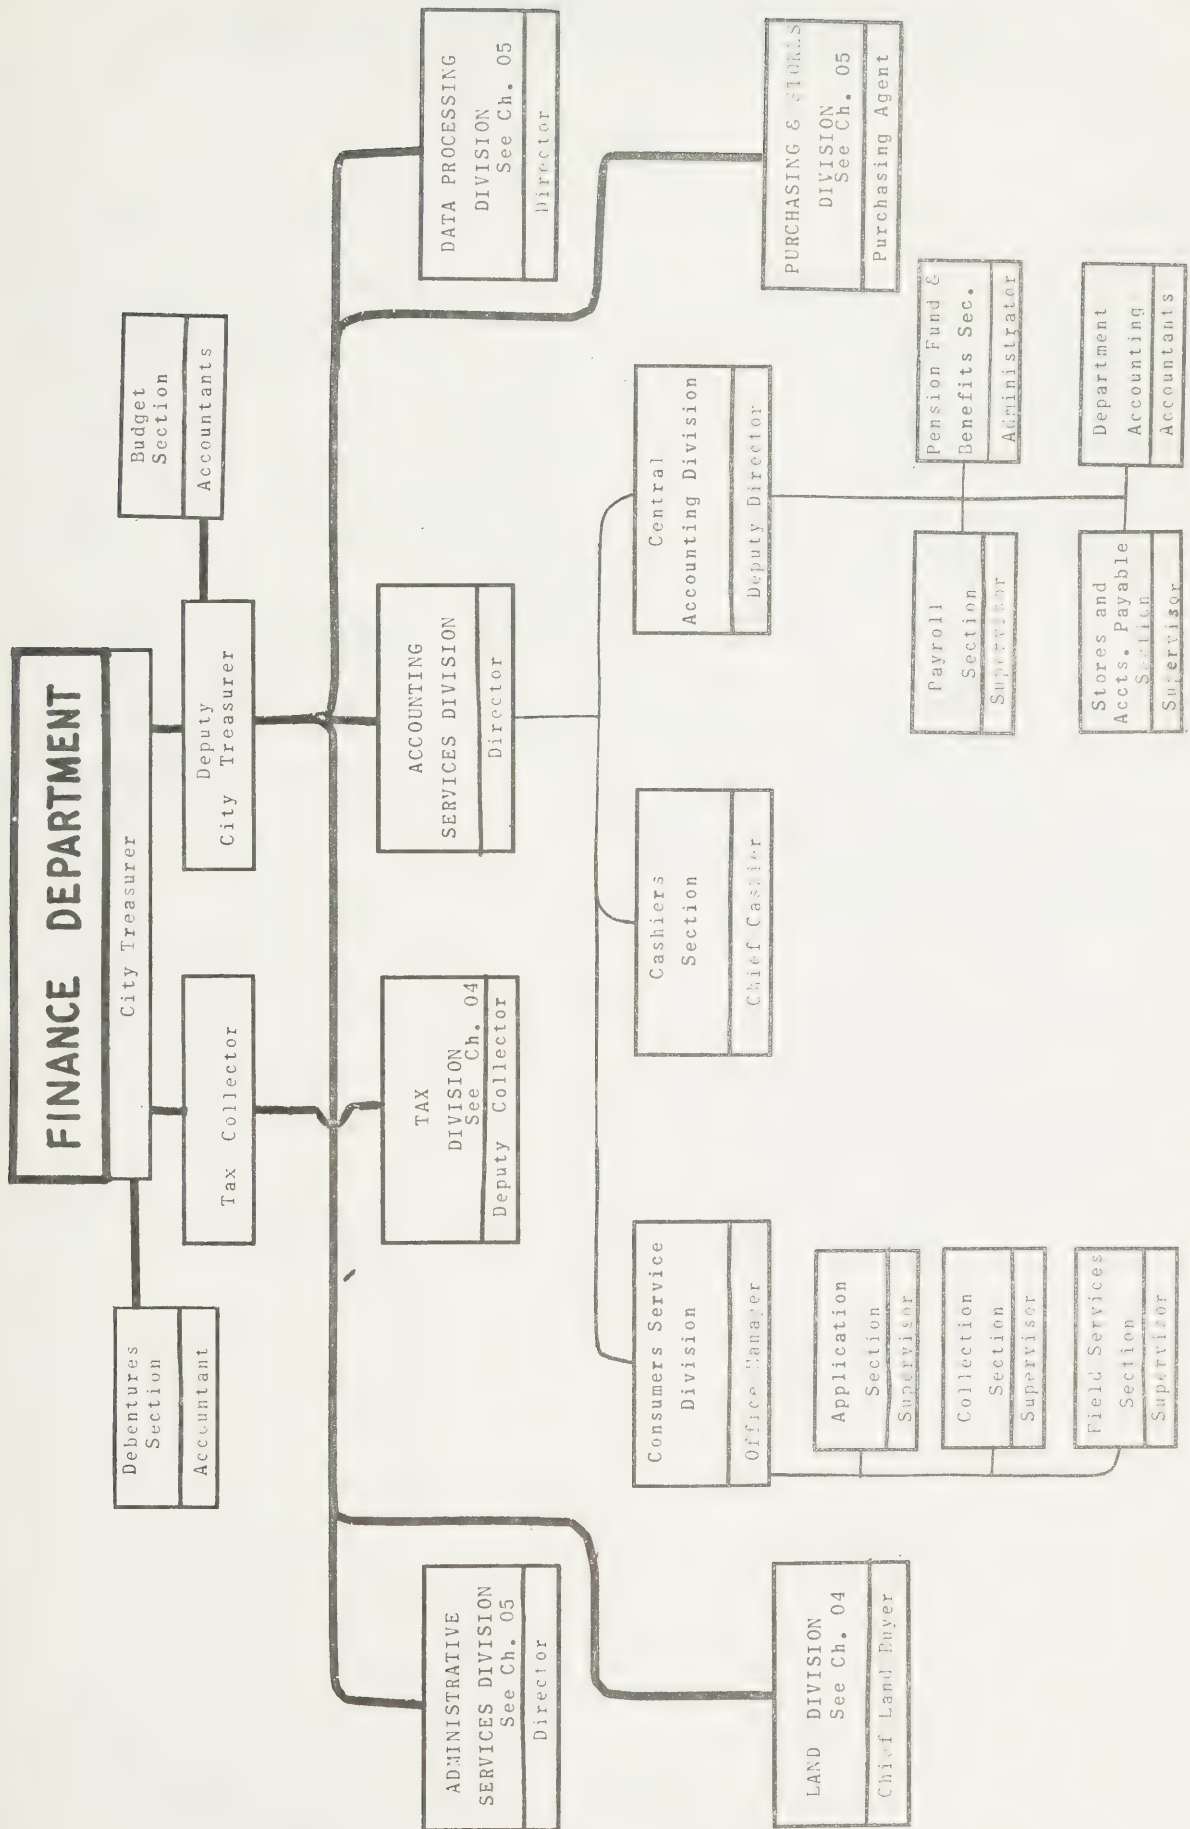 FINANCE DEPARTMENT
City Treasurer
Debentures
Section
Accountant
Tax Collector
Deputy
City Treasurer
Budget
Section
Accountants
ADMINISTRATIVE
SERVICES DIVISION
See Ch. 05
Director
TAX
DIVISION
See Ch. 04
Deputy Collector
ACCOUNTING
SERVICES DIVISION
Director
DATA PROCESSING
DIVISION
See Ch. 05
Director
LAND DIVISION
See Ch. 04
Chief Land Buyer
Consumers Service
Division
Office Manager
Cashiers
Section
Chief Cashier
Central
Accounting Division
Deputy Director
PURCHASING & STORES
DIVISION
See Ch. 05
Purchasing Agent
Application
Section
Supervisor
Collection
Section
Supervisor
Field Services
Section
Supervisor
Payroll
Section
Supervisor
Pension Fund &
Benefits Sec.
Administrator
Stores and
Accts. Payable
Section
Supervisor
Department
Accounting
Accountants